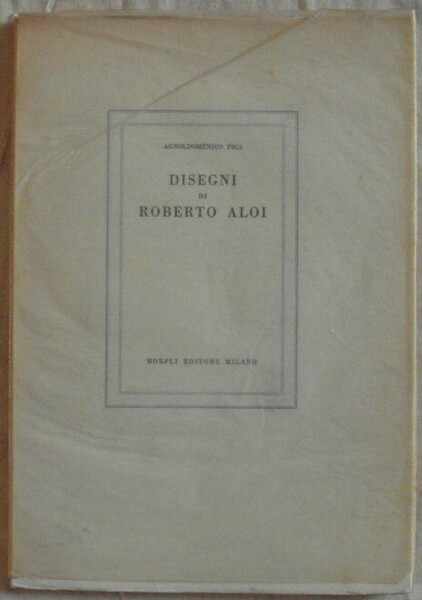 AGNOLDOMENICO PICA
DISEGNI
DI
ROBERTO ALOI
HOEPLI EDITORE MILANO